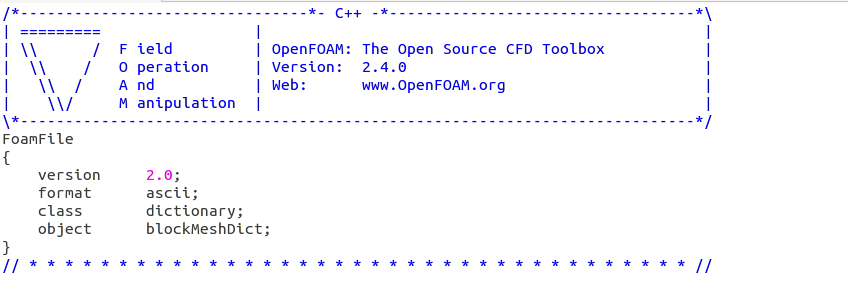 /*--------------------------------*- C++ -*----------------------------------*\
| =========                 |                                                 |
| \\      /  F ield         | OpenFOAM: The Open Source CFD Toolbox           |
|  \\    /   O peration     | Version:  2.4.0                                 |
|   \\  /    A nd           | Web:      www.OpenFOAM.org                      |
|    \\/     M anipulation  |                                                 |
\*---------------------------------------------------------------------------*/
FoamFile
{
    version     2.0;
    format      ascii;
    class       dictionary;
    object      blockMeshDict;
}
// * * * * * * * * * * * * * * * * * * * * * * * * * * * * * * * * * * * * * //